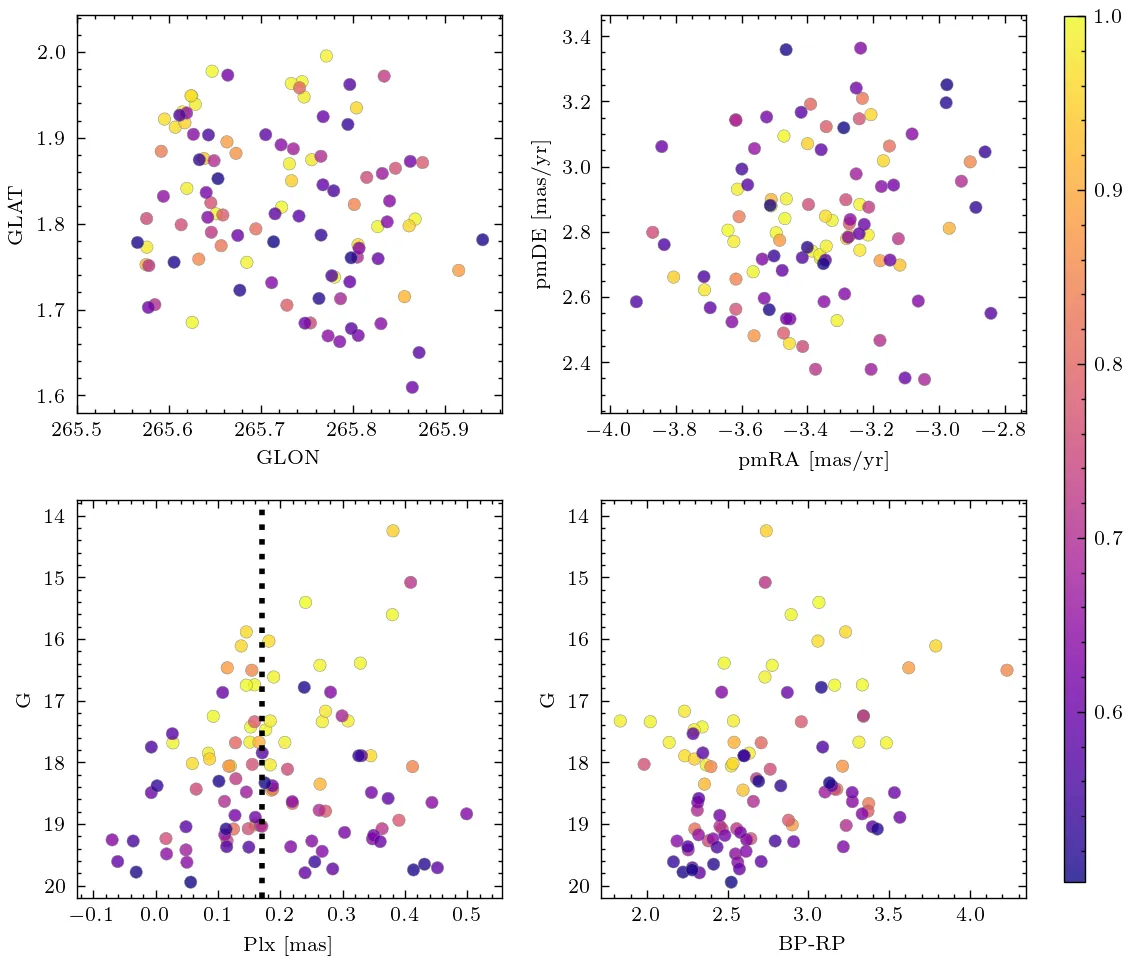 2.0
1.9
1.8
1.7
1.6
GLAT
265.5 265.6 265.7 265.8 265.9
GLON
3.4
3.2
3.0
2.8
2.6
2.4
pmDE [mas/yr]
−4.0 −3.8 −3.6 −3.4 −3.2 −3.0 −2.8
pmRA [mas/yr]
14
15
16
17
18
19
20
G
−0.1 0.0 0.1 0.2 0.3 0.4 0.5
Plx [mas]
14
15
16
17
18
19
20
G
2.0 2.5 3.0 3.5 4.0
BP-RP
1.0
0.9
0.8
0.7
0.6